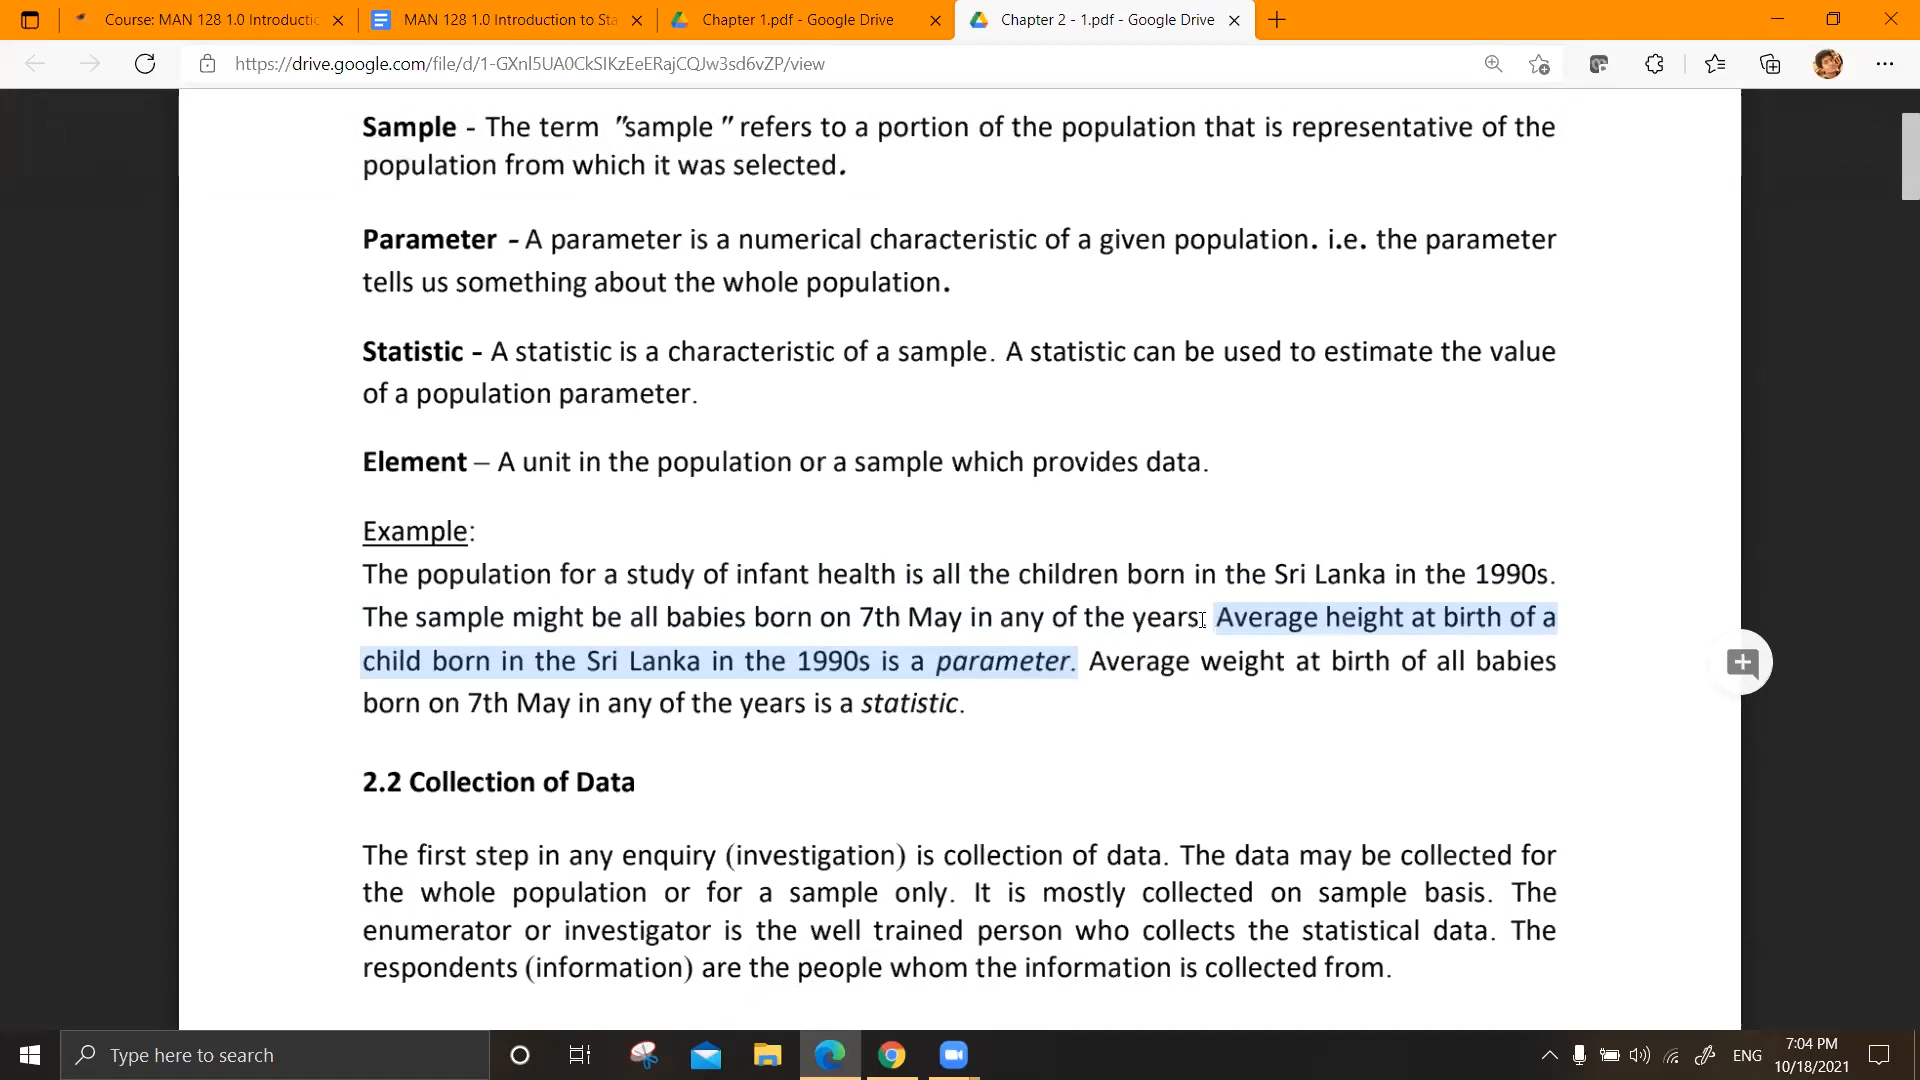 Course: MAN 128 1.0 Introductic
MAN 128 1.0 Introduction to Sta
Chapter 1.pdf - Google Drive
Chapter 2 - 1.pdf - Google Drive
https://drive.google.com/file/d/1-GXnl5UA0CkSIKzEeERajCQJw3sd6vZP/view
Sample - The term "sample " refers to a portion of the population that is representative of the
population from which it was selected.
Parameter - A parameter is a numerical characteristic of a given population. i.e. the parameter
tells us something about the whole population.
Statistic - A statistic is a characteristic of a sample. A statistic can be used to estimate the value
of a population parameter.
Element – A unit in the population or a sample which provides data.
Example:
The population for a study of infant health is all the children born in the Sri Lanka in the 1990s.
The sample might be all babies born on 7th May in any of the years. Average height at birth of a
child born in the Sri Lanka in the 1990s is a parameter. Average weight at birth of all babies
born on 7th May in any of the years is a statistic.
2.2 Collection of Data
The first step in any enquiry (investigation) is collection of data. The data may be collected for
the whole population or for a sample only. It is mostly collected on sample basis. The
enumerator or investigator is the well trained person who collects the statistical data. The
respondents (information) are the people whom the information is collected from.
Type here to search
ENG
7:04 PM
10/18/2021